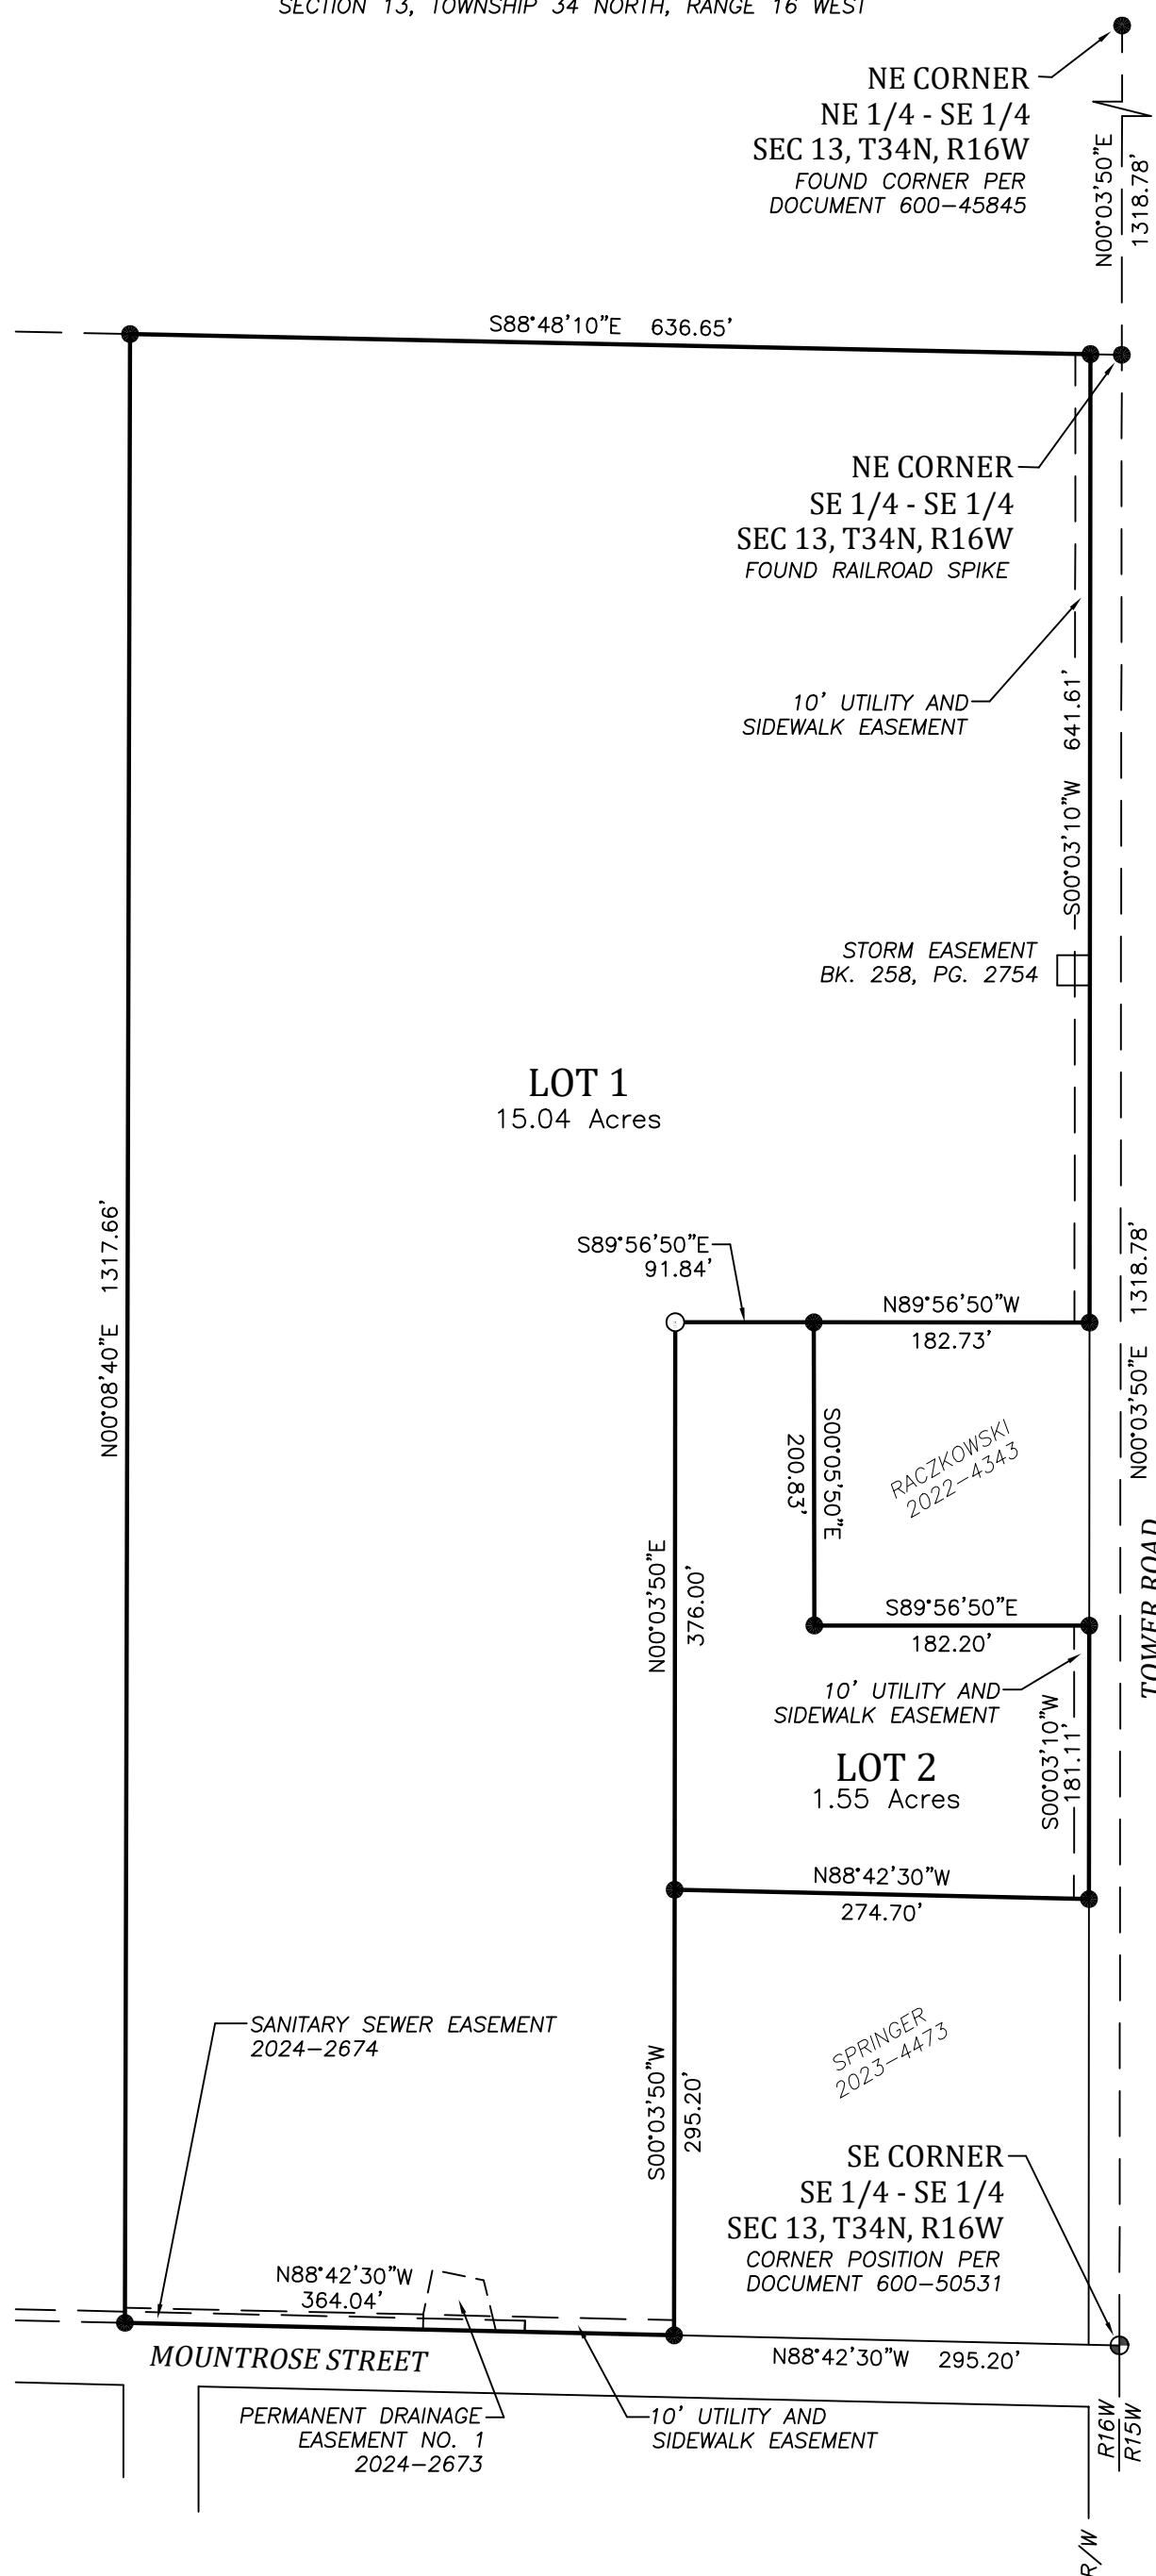 SECTION 13, TOWNSHIP 34 NORTH, RANGE 16 WEST
NE CORNER
NE 1/4 - SE 1/4
SEC 13, T34N, R16W
FOUND CORNER PER
DOCUMENT 600-45845
N00°03'50"E
1318.78'
S88°48'10"E 636.65'
NE CORNER
SE 1/4 - SE 1/4
SEC 13, T34N, R16W
FOUND RAILROAD SPIKE
10' UTILITY AND
SIDEWALK EASEMENT
S00°03'10"W 641.61'
STORM EASEMENT
BK. 258, PG. 2754
LOT 1
15.04 Acres
N00°08'40"E 1317.66'
S89°56'50"E
91.84'
N89°56'50"W
182.73'
N00°03'50"E 1318.78'
S00°05'50"E
200.83'
RACZKOWSKI
2022-4343
TOWER ROAD
N00°03'50"E
376.00'
S89°56'50"E
182.20'
10' UTILITY AND
SIDEWALK EASEMENT
S00°03'10"W
181.11'
LOT 2
1.55 Acres
N88°42'30"W
274.70'
SANITARY SEWER EASEMENT
2024-2674
SPRINGER
2023-4473
S00°03'50"W
295.20'
SE CORNER
SE 1/4 - SE 1/4
SEC 13, T34N, R16W
CORNER POSITION PER
DOCUMENT 600-50531
N88°42'30"W
364.04'
MOUNTROSE STREET
N88°42'30"W 295.20'
PERMANENT DRAINAGE
EASEMENT NO. 1
2024-2673
10' UTILITY AND
SIDEWALK EASEMENT
R16W
R15W
R/W